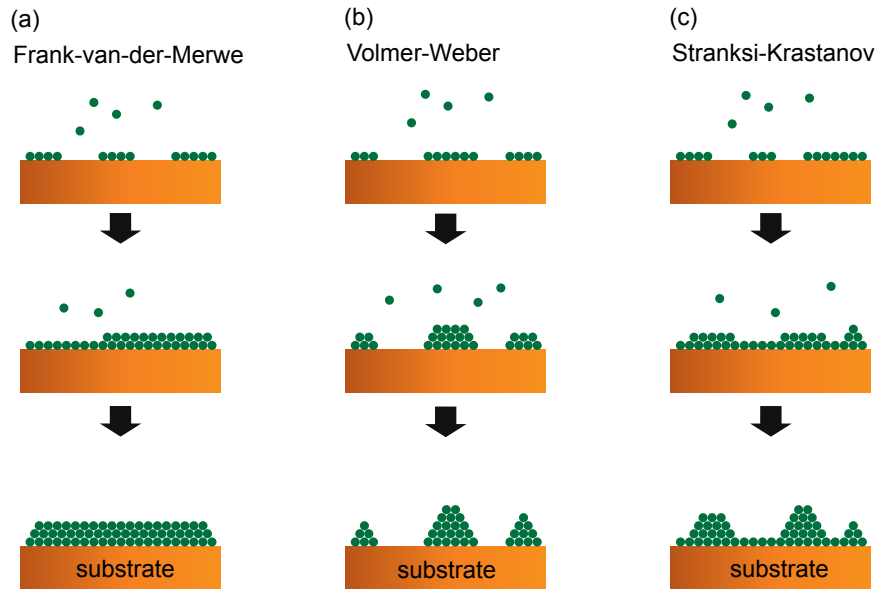 (a)
Frank-van-der-Merwe
(b)
Volmer-Weber
(c)
Stranksi-Krastanov
substrate
substrate
substrate